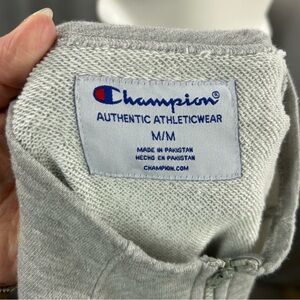 Champion®
AUTHENTIC ATHLETICWEAR
M/M
MADE IN PAKISTAN
HECHO EN PAKISTAN
CHAMPION.COM